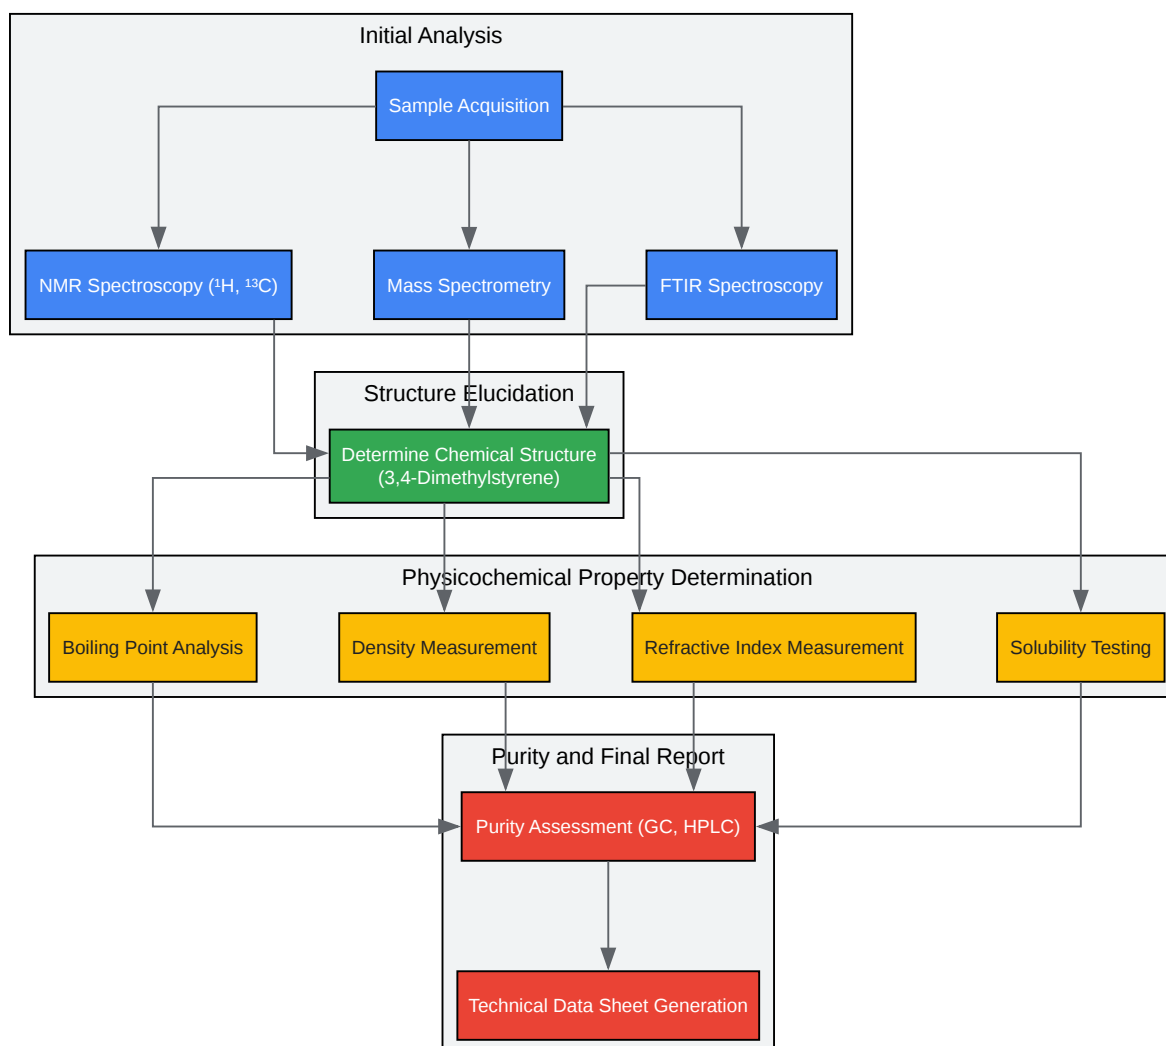 Initial Analysis
Sample Acquisition
NMR Spectroscopy (¹H, ¹³C)
Mass Spectrometry
FTIR Spectroscopy
Structure Elucidation
Determine Chemical Structure
(3,4-Dimethylstyrene)
Physicochemical Property Determination
Boiling Point Analysis
Density Measurement
Refractive Index Measurement
Solubility Testing
Purity and Final Report
Purity Assessment (GC, HPLC)
Technical Data Sheet Generation